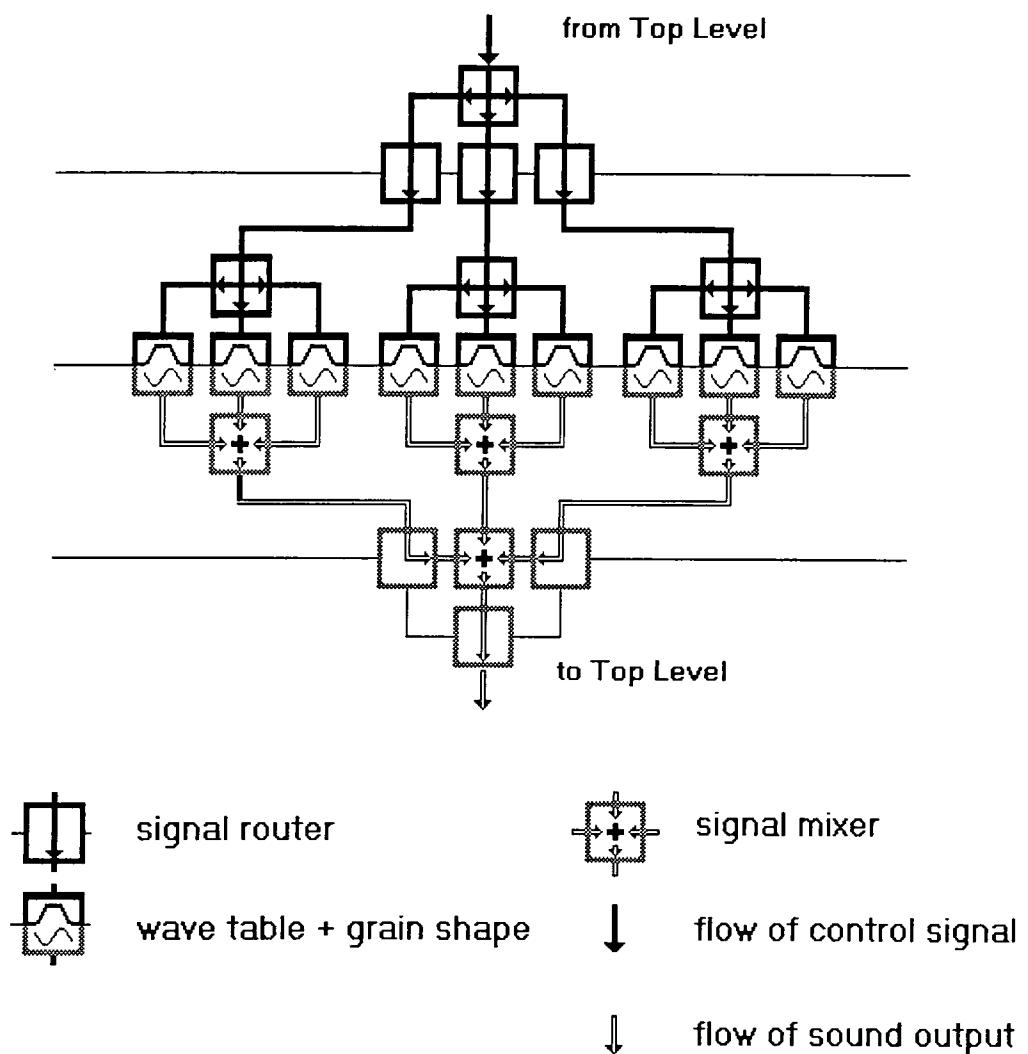 from Top Level
to Top Level
signal router
signal mixer
wave table + grain shape
flow of control signal
flow of sound output